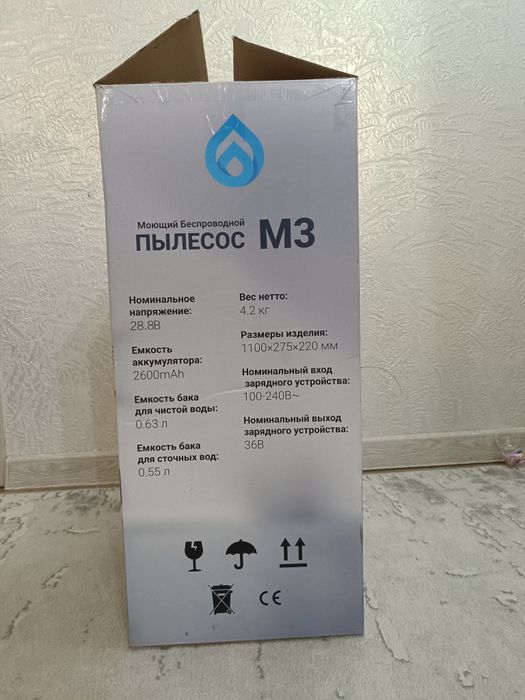 Моющий Беспроводной
ПЫЛЕСОС M3
Номинальное
напряжение:
28.8В
Емкость
аккумулятора:
2600mAh
Емкость бака
для чистой воды:
0.63 л
Емкость бака
для сточных вод:
0.55 л
Вес нетто:
4.2 кг
Размеры изделия:
1100×275×220 мм
Номинальный вход
зарядного устройства:
100-240В~
Номинальный выход
зарядного устройства:
36В
CE